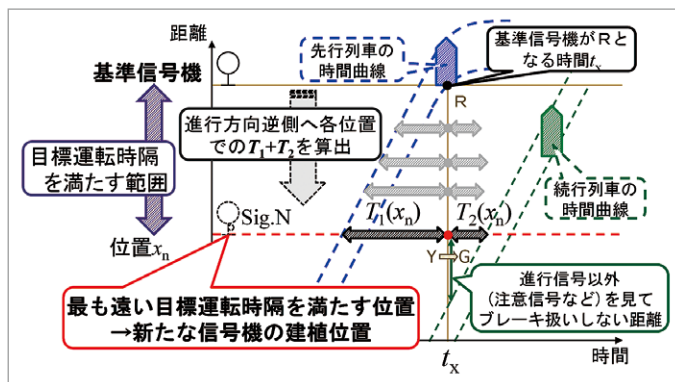 距離
先行列車の
時間曲線
基準信号機がRと
なる時間tx
基準信号機
R
進行方向逆側へ各位置
でのT1+T2を算出
目標運転時隔
を満たす範囲
続行列車の
時間曲線
Sig.N
T1(xn)
T2(xn)
位置xn
Y⇨G
最も遠い目標運転時隔を満たす位置
→新たな信号機の建植位置
進行信号以外
(注意信号など)を見て
ブレーキ扱いしない距離
tx
時間